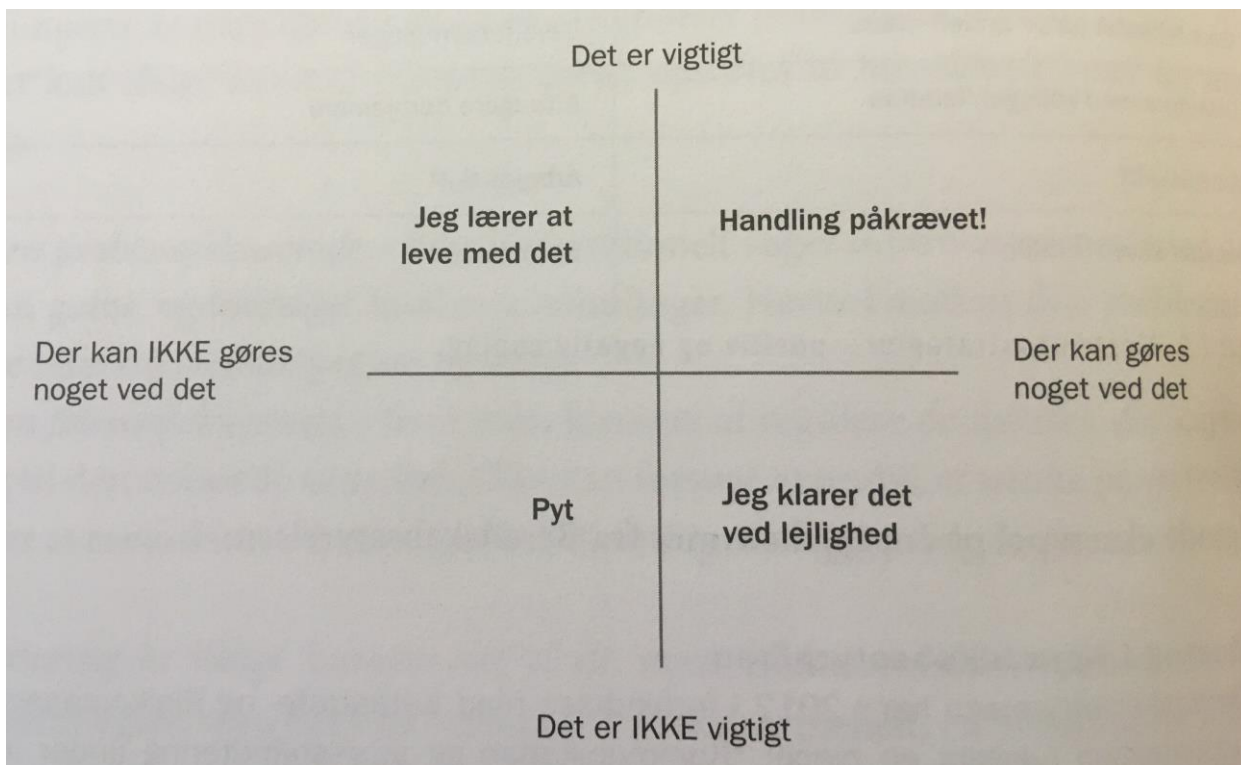 Det er vigtigt
Jeg lærer at
leve med det
Handling påkrævet!
Der kan IKKE gøres
noget ved det
Der kan gøres
noget ved det
Pyt
Jeg klarer det
ved lejlighed
Det er IKKE vigtigt